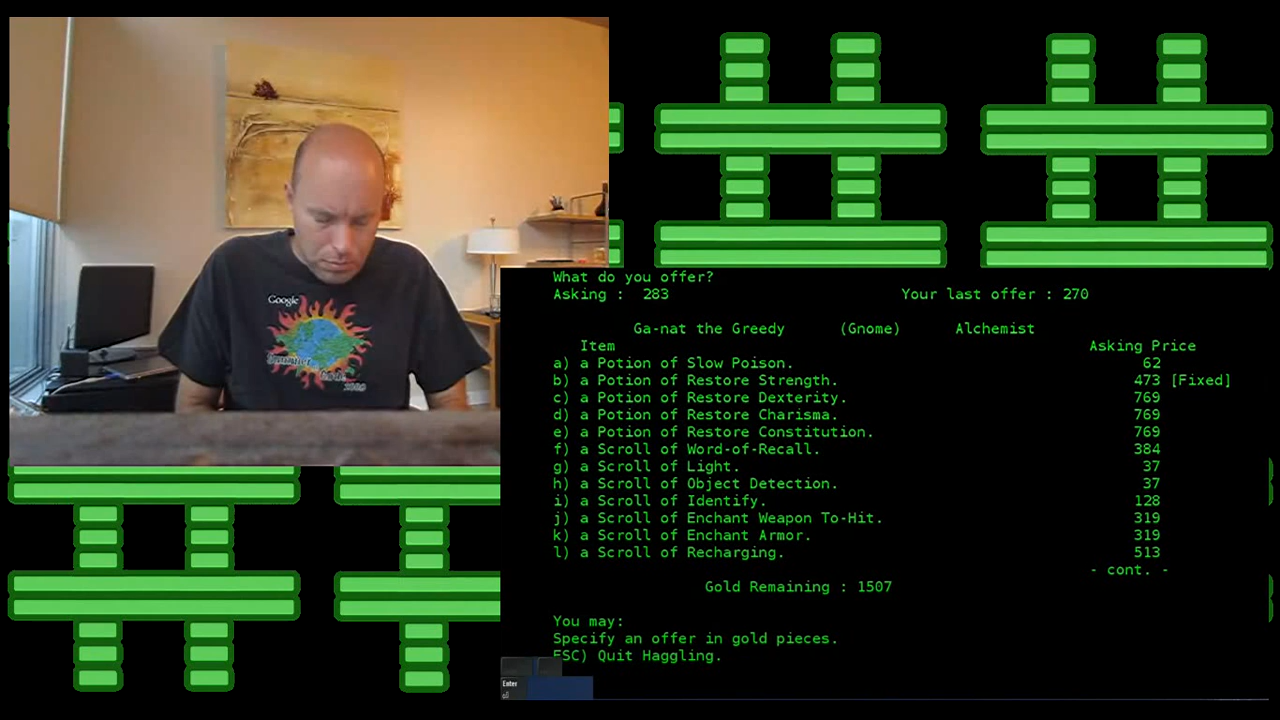 Google
Summer
Code
2009
What do you offer?
Asking :  283                          Your last offer : 270
Ga-nat the Greedy      (Gnome)      Alchemist
Item                                                     Asking Price
a) a Potion of Slow Poison.                                        62
b) a Potion of Restore Strength.                                  473 [Fixed]
c) a Potion of Restore Dexterity.                                 769
d) a Potion of Restore Charisma.                                  769
e) a Potion of Restore Constitution.                              769
f) a Scroll of Word-of-Recall.                                    384
g) a Scroll of Light.                                              37
h) a Scroll of Object Detection.                                   37
i) a Scroll of Identify.                                          128
j) a Scroll of Enchant Weapon To-Hit.                             319
k) a Scroll of Enchant Armor.                                     319
l) a Scroll of Recharging.                                        513
- cont. -
Gold Remaining : 1507
You may:
Specify an offer in gold pieces.
ESC) Quit Haggling.
Enter